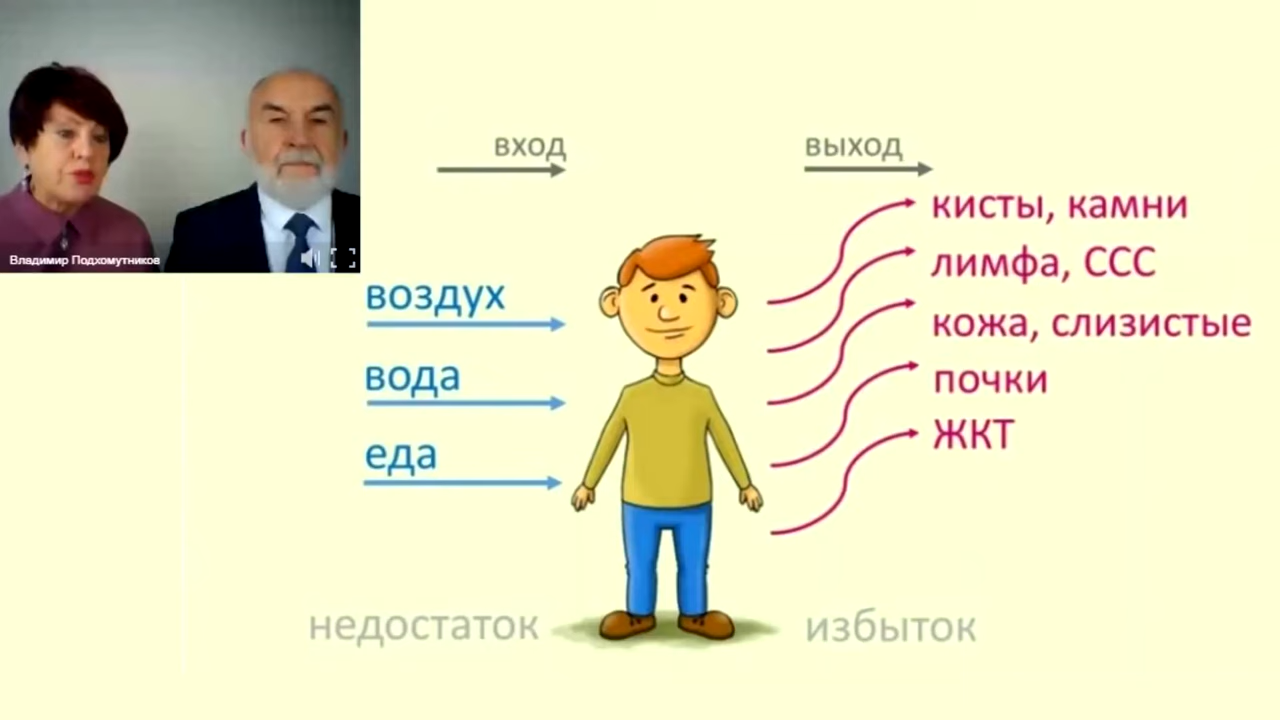 Владимир Подхомутников
вход
выход
воздух
вода
еда
кисты, камни
лимфа, ССС
кожа, слизистые
почки
ЖКТ
недостаток
избыток